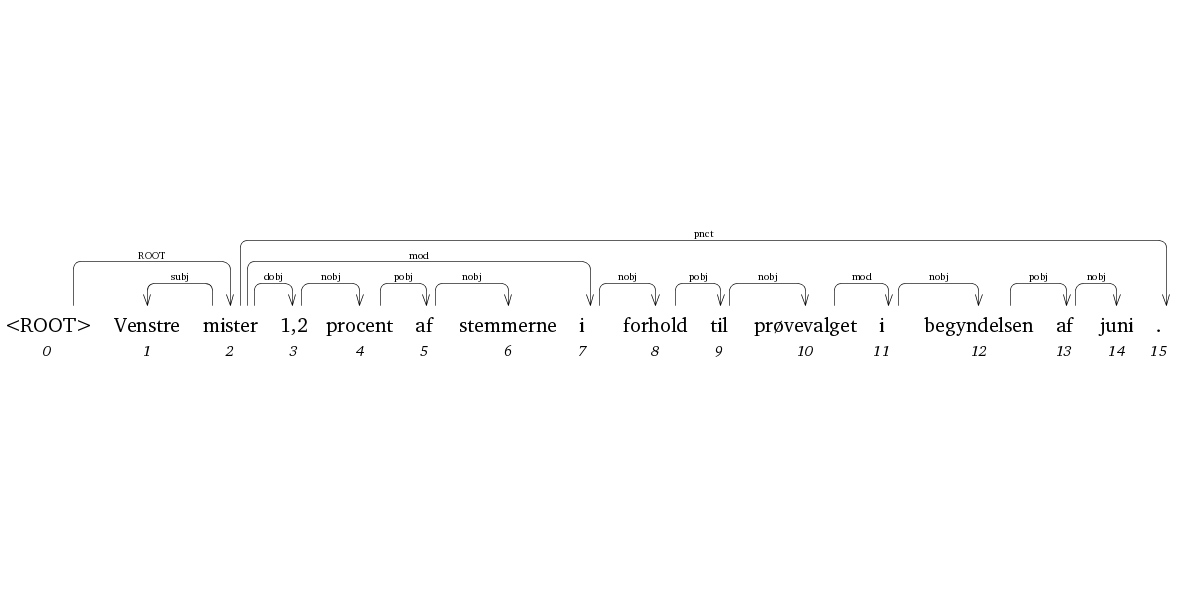 pnct
ROOT mod
subj dobj nobj pobj nobj nobj pobj nobj mod nobj pobj nobj
<ROOT> Venstre mister 1,2 procent af stemmerne i forhold til prøvevalget i begyndelsen af juni .
0 1 2 3 4 5 6 7 8 9 10 11 12 13 14 15